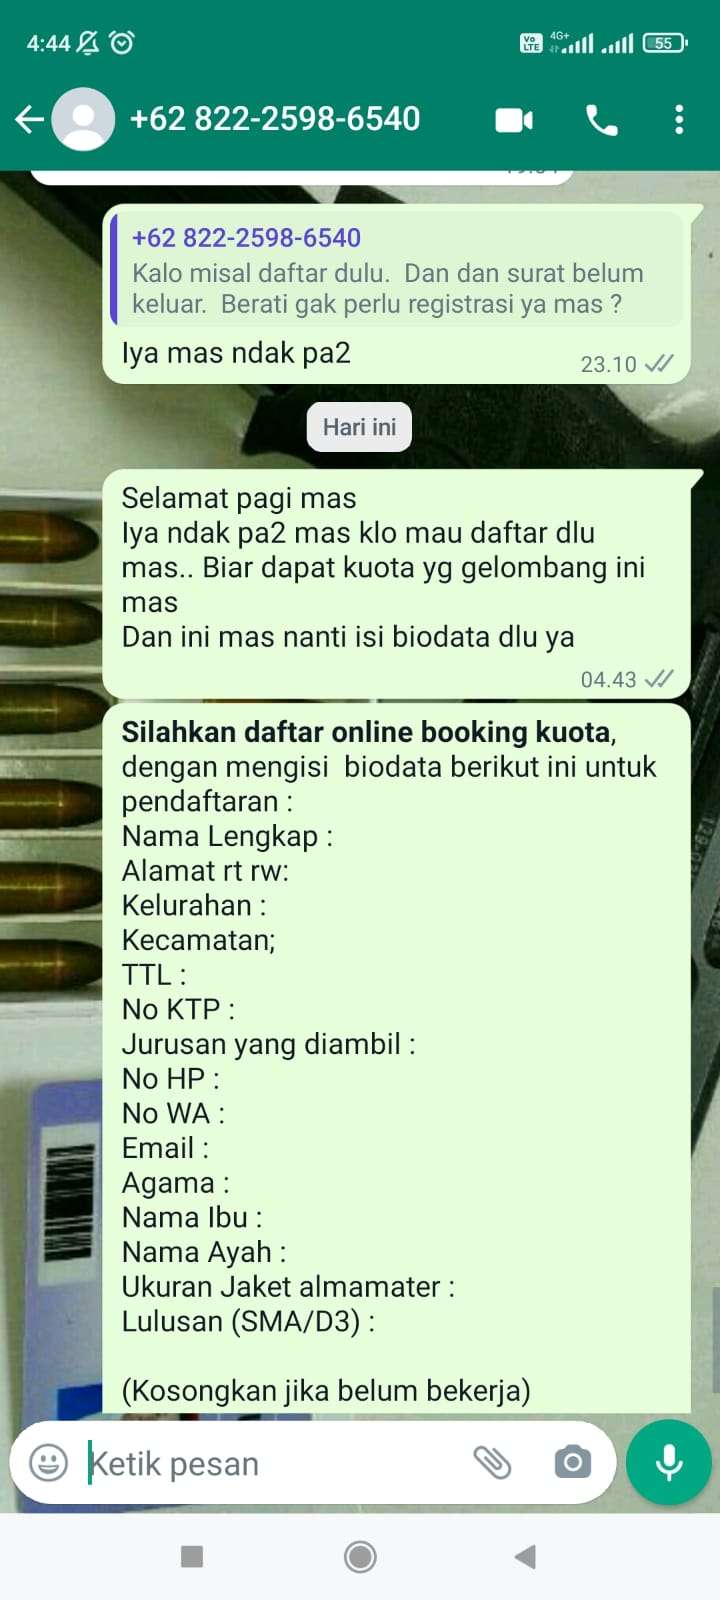 4:44
Vo LTE 4G+ 55
+62 822-2598-6540
+62 822-2598-6540
Kalo misal daftar dulu. Dan dan surat belum
keluar. Berati gak perlu registrasi ya mas ?
Iya mas ndak pa2
23.10
Hari ini
Selamat pagi mas
Iya ndak pa2 mas klo mau daftar dlu
mas.. Biar dapat kuota yg gelombang ini
mas
Dan ini mas nanti isi biodata dlu ya
04.43
Silahkan daftar online booking kuota,
dengan mengisi biodata berikut ini untuk
pendaftaran :
Nama Lengkap :
Alamat rt rw:
Kelurahan :
Kecamatan;
TTL :
No KTP :
Jurusan yang diambil :
No HP :
No WA :
Email :
Agama :
Nama Ibu :
Nama Ayah :
Ukuran Jaket almamater :
Lulusan (SMA/D3) :
(Kosongkan jika belum bekerja)
Ketik pesan